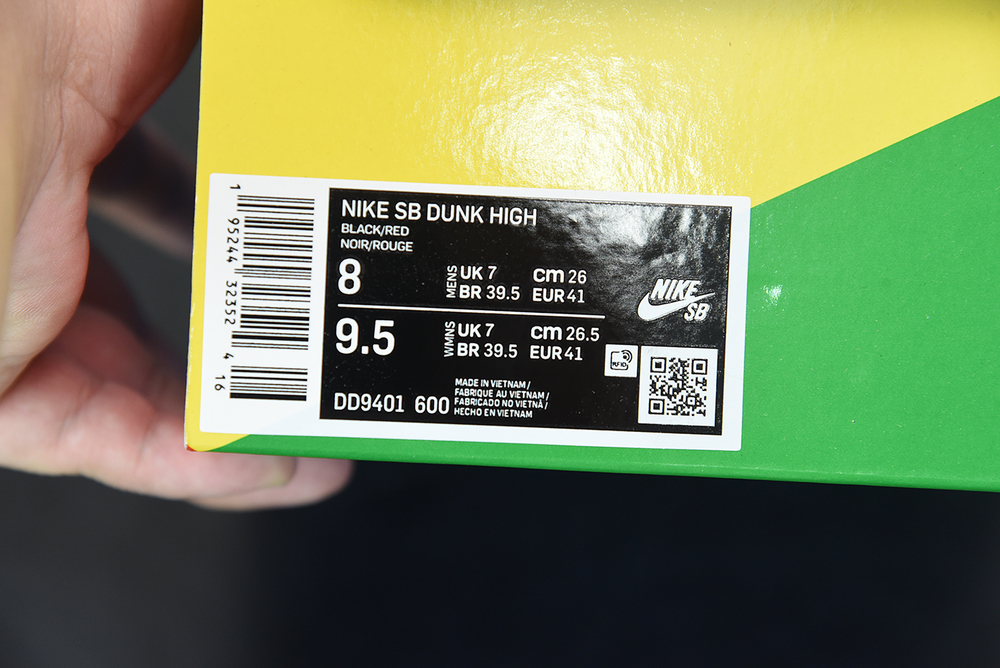 NIKE SB DUNK HIGH
BLACK/RED
NOIR/ROUGE
8
MENS
UK 7 cm 26
BR 39.5 EUR 41
9.5
WMNS
UK 7 cm 26.5
BR 39.5 EUR 41
DD9401 600
MADE IN VIETNAM /
FABRIQUE AU VIETNAM /
FABRICADO NO VIETNÃ /
HECHO EN VIETNAM
NIKE
SB
RFID
1 95244 32352 4 16